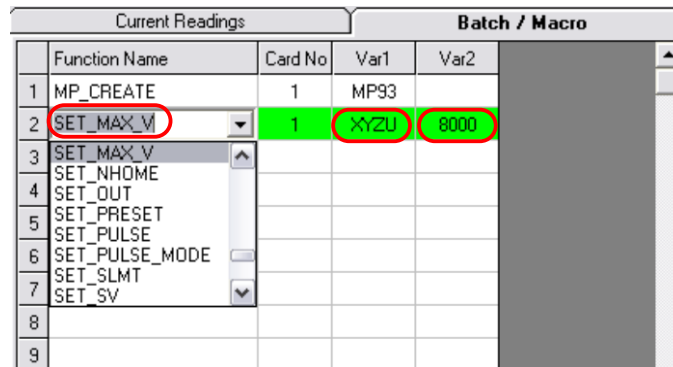 Current Readings Batch / Macro
Function Name Card No Var1 Var2
1 MP_CREATE 1 MP93
2 SET_MAX_V 1 XYZU 8000
3 SET_MAX_V
SET_NHOME
4 SET_OUT
SET_PRESET
5 SET_PULSE
6 SET_PULSE_MODE
SET_SLMT
7 SET_SV
8
9